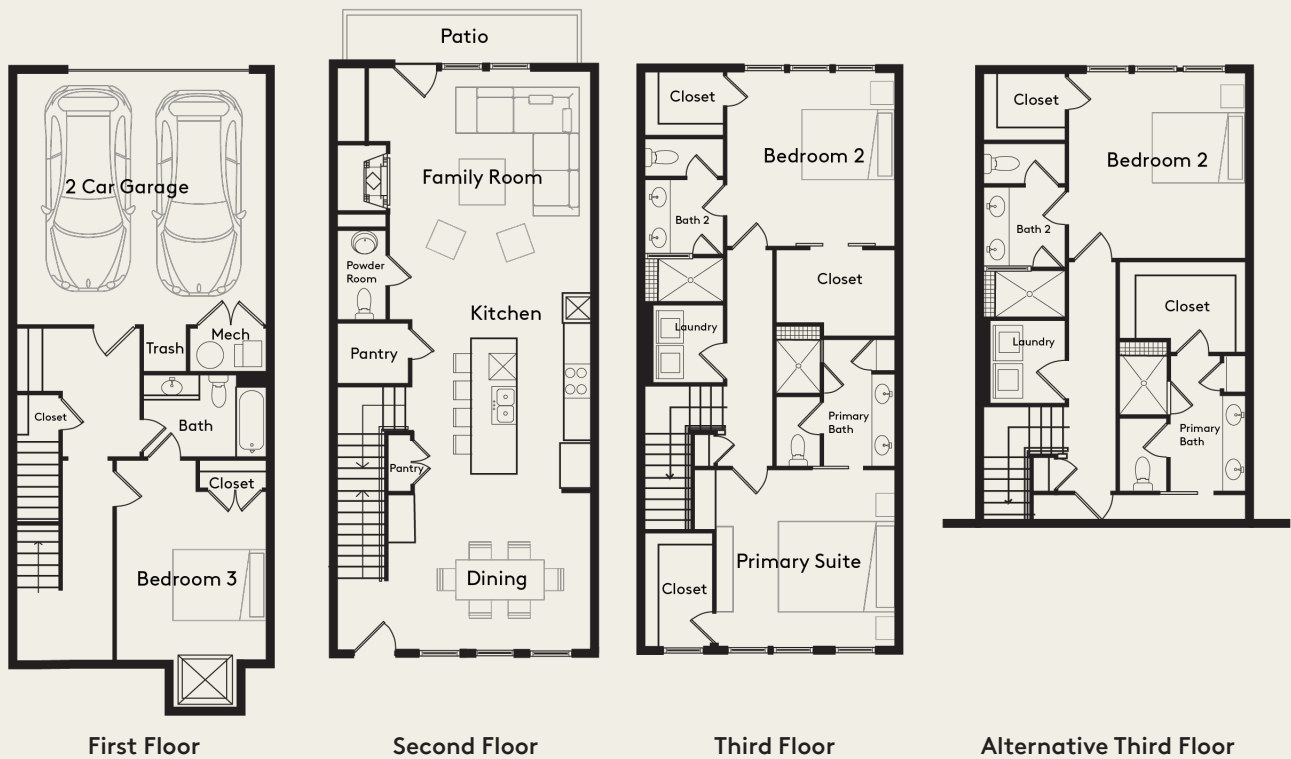 2 Car Garage
Mech
Trash
Closet
Bath
Closet
Bedroom 3
First Floor
Patio
Family Room
Powder
Room
Kitchen
Pantry
Pantry
Dining
Second Floor
Closet
Bedroom 2
Bath 2
Closet
Laundry
Primary
Bath
Primary Suite
Closet
Third Floor
Closet
Bedroom 2
Bath 2
Closet
Laundry
Primary
Bath
Alternative Third Floor